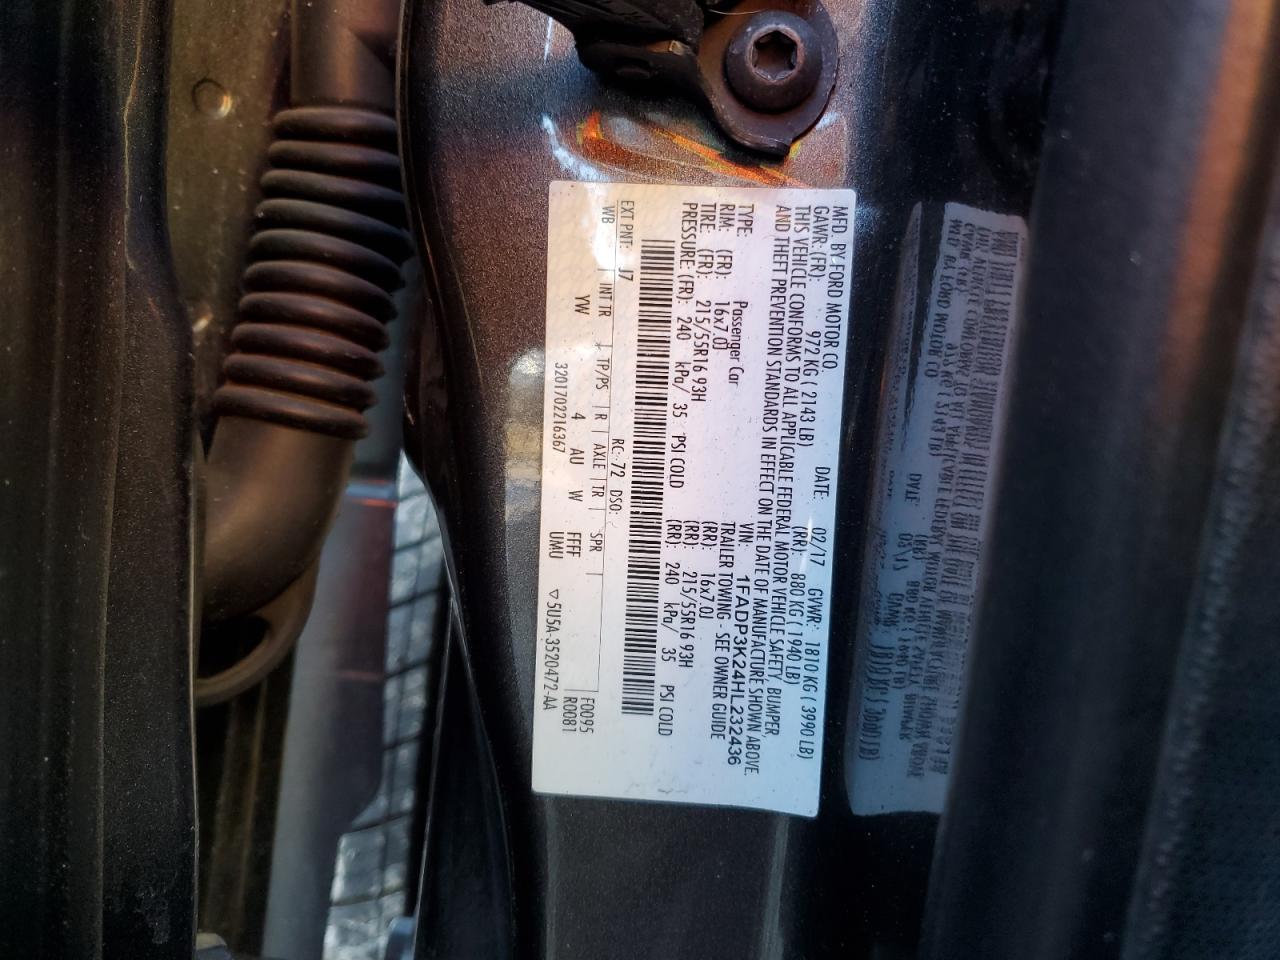 MFD. BY FORD MOTOR CO.
DATE: 02/17 GVWR: 1810 KG ( 3990 LB)
GAWR: (FR): 972 KG ( 2143 LB) (RR): 880 KG ( 1940 LB)
THIS VEHICLE CONFORMS TO ALL APPLICABLE FEDERAL MOTOR VEHICLE SAFETY, BUMPER
AND THEFT PREVENTION STANDARDS IN EFFECT ON THE DATE OF MANUFACTURE SHOWN ABOVE.
VIN: 1FADP3K24HL232436
TYPE: Passenger Car TRAILER TOWING - SEE OWNER GUIDE
RIM: (FR): 16x7.0J (RR): 16x7.0J
TIRE: (FR): 215/55R16 93H (RR): 215/55R16 93H
PRESSURE: (FR): 240 kPa/ 35 PSI COLD (RR): 240 kPa/ 35 PSI COLD
EXT PNT: J7 RC: 72 DSO: F0095
WB INT TR TP/PS R AXLE TR SPR R0081
YW 4 AU W FFFF
3201702216367 UMU ▽5U5A-3520472-AA